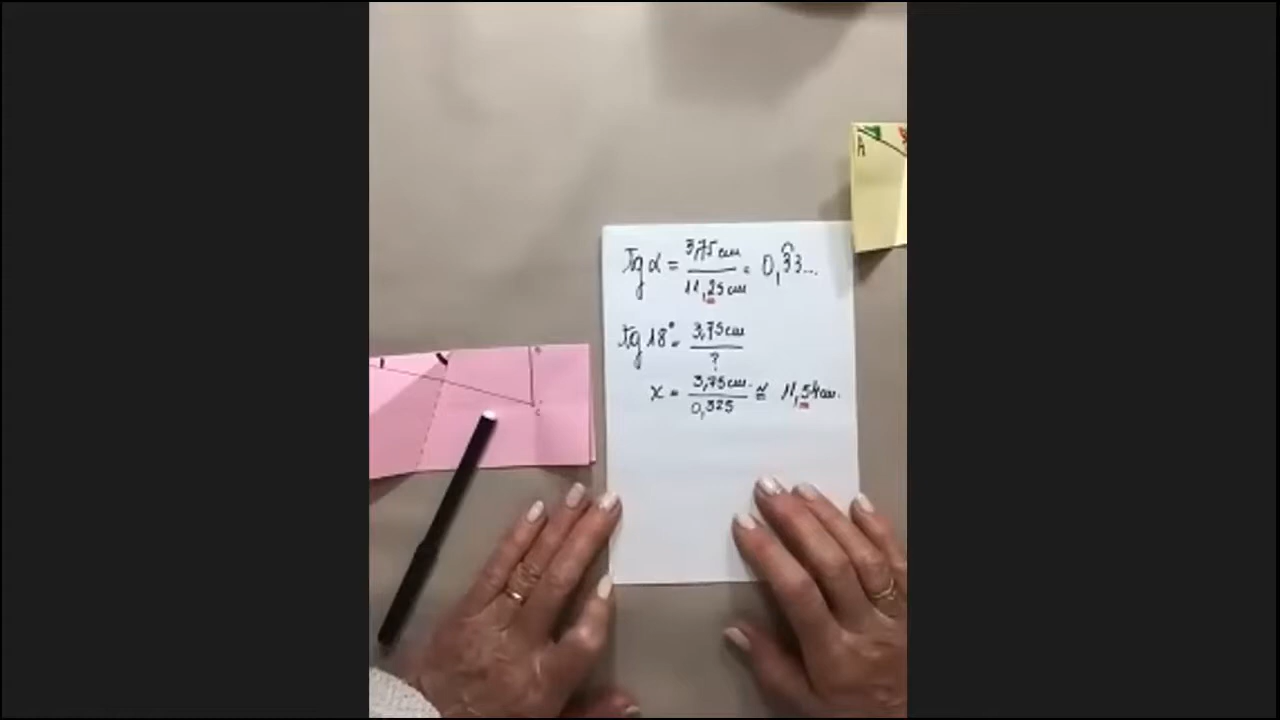 tg α = 3,75 cm / 11,25 cm = 0,33...
tg 18° = 3,75 cm / ?
x = 3,75 cm / 0,325 ≅ 11,54 cm.
A